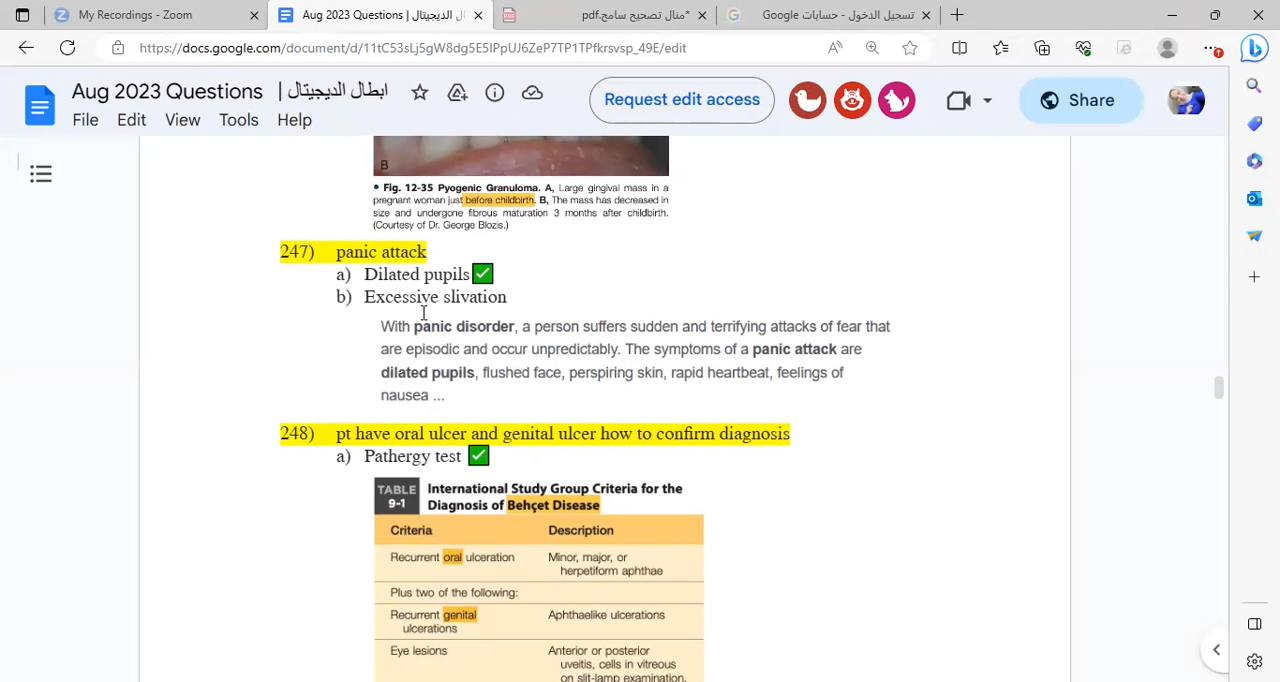 My Recordings - Zoom
Aug 2023 Questions | ابطال الديجيتال
*منال تصحيح سامح.pdf
تسجيل الدخول - حسابات Google
https://docs.google.com/document/d/11tC53sLj5gW8dg5E5IPpUJ6ZeP7TP1TPfkrsvsp_49E/edit
Aug 2023 Questions | ابطال الديجيتال
File Edit View Tools Help
Request edit access
Share
B
• Fig. 12-35 Pyogenic Granuloma. A, Large gingival mass in a
pregnant woman just before childbirth. B, The mass has decreased in
size and undergone fibrous maturation 3 months after childbirth.
(Courtesy of Dr. George Blozis.)
247) panic attack
a) Dilated pupils ✅
b) Excessive slivation
With panic disorder, a person suffers sudden and terrifying attacks of fear that
are episodic and occur unpredictably. The symptoms of a panic attack are
dilated pupils, flushed face, perspiring skin, rapid heartbeat, feelings of
nausea ...
248) pt have oral ulcer and genital ulcer how to confirm diagnosis
a) Pathergy test ✅
TABLE 9-1
International Study Group Criteria for the
Diagnosis of Behçet Disease
Criteria Description
Recurrent oral ulceration Minor, major, or
herpetiform aphthae
Plus two of the following:
Recurrent genital Aphthaelike ulcerations
ulcerations
Eye lesions Anterior or posterior
uveitis, cells in vitreous
on slit-lamp examination,